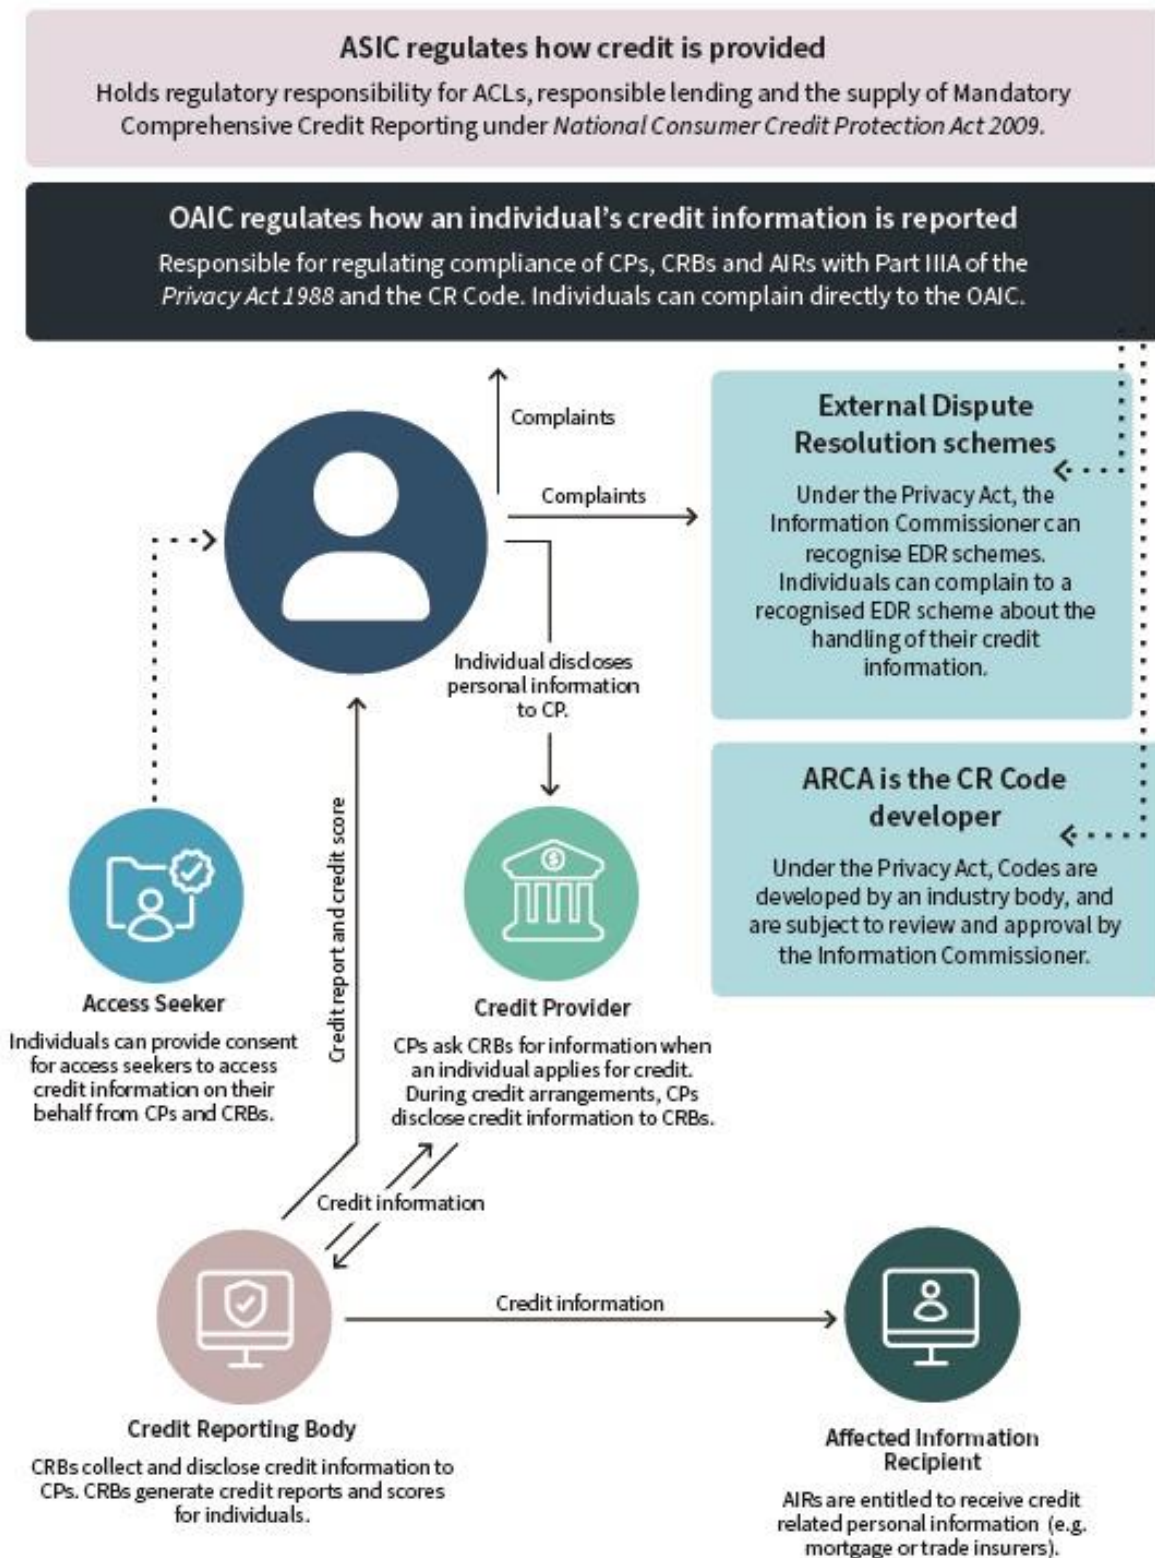 ASIC regulates how credit is provided
Holds regulatory responsibility for ACLs, responsible lending and the supply of Mandatory
Comprehensive Credit Reporting under National Consumer Credit Protection Act 2009.
OAIC regulates how an individual's credit information is reported
Responsible for regulating compliance of CPs, CRBs and AIRs with Part IIIA of the
Privacy Act 1988 and the CR Code. Individuals can complain directly to the OAIC.
Complaints
Complaints
External Dispute
Resolution schemes
Under the Privacy Act, the
Information Commissioner can
recognise EDR schemes.
Individuals can complain to a
recognised EDR scheme about the
handling of their credit
information.
Individual discloses
personal information
to CP.
ARCA is the CR Code
developer
Under the Privacy Act, Codes are
developed by an industry body, and
are subject to review and approval by
the Information Commissioner.
Credit report and credit score
Access Seeker
Individuals can provide consent
for access seekers to access
credit information on their
behalf from CPs and CRBs.
$
Credit Provider
CPs ask CRBs for information when
an individual applies for credit.
During credit arrangements, CPs
disclose credit information to CRBs.
Credit information
Credit information
Credit Reporting Body
CRBs collect and disclose credit information to
CPs. CRBs generate credit reports and scores
for individuals.
Affected Information
Recipient
AIRs are entitled to receive credit
related personal information (e.g.
mortgage or trade insurers).